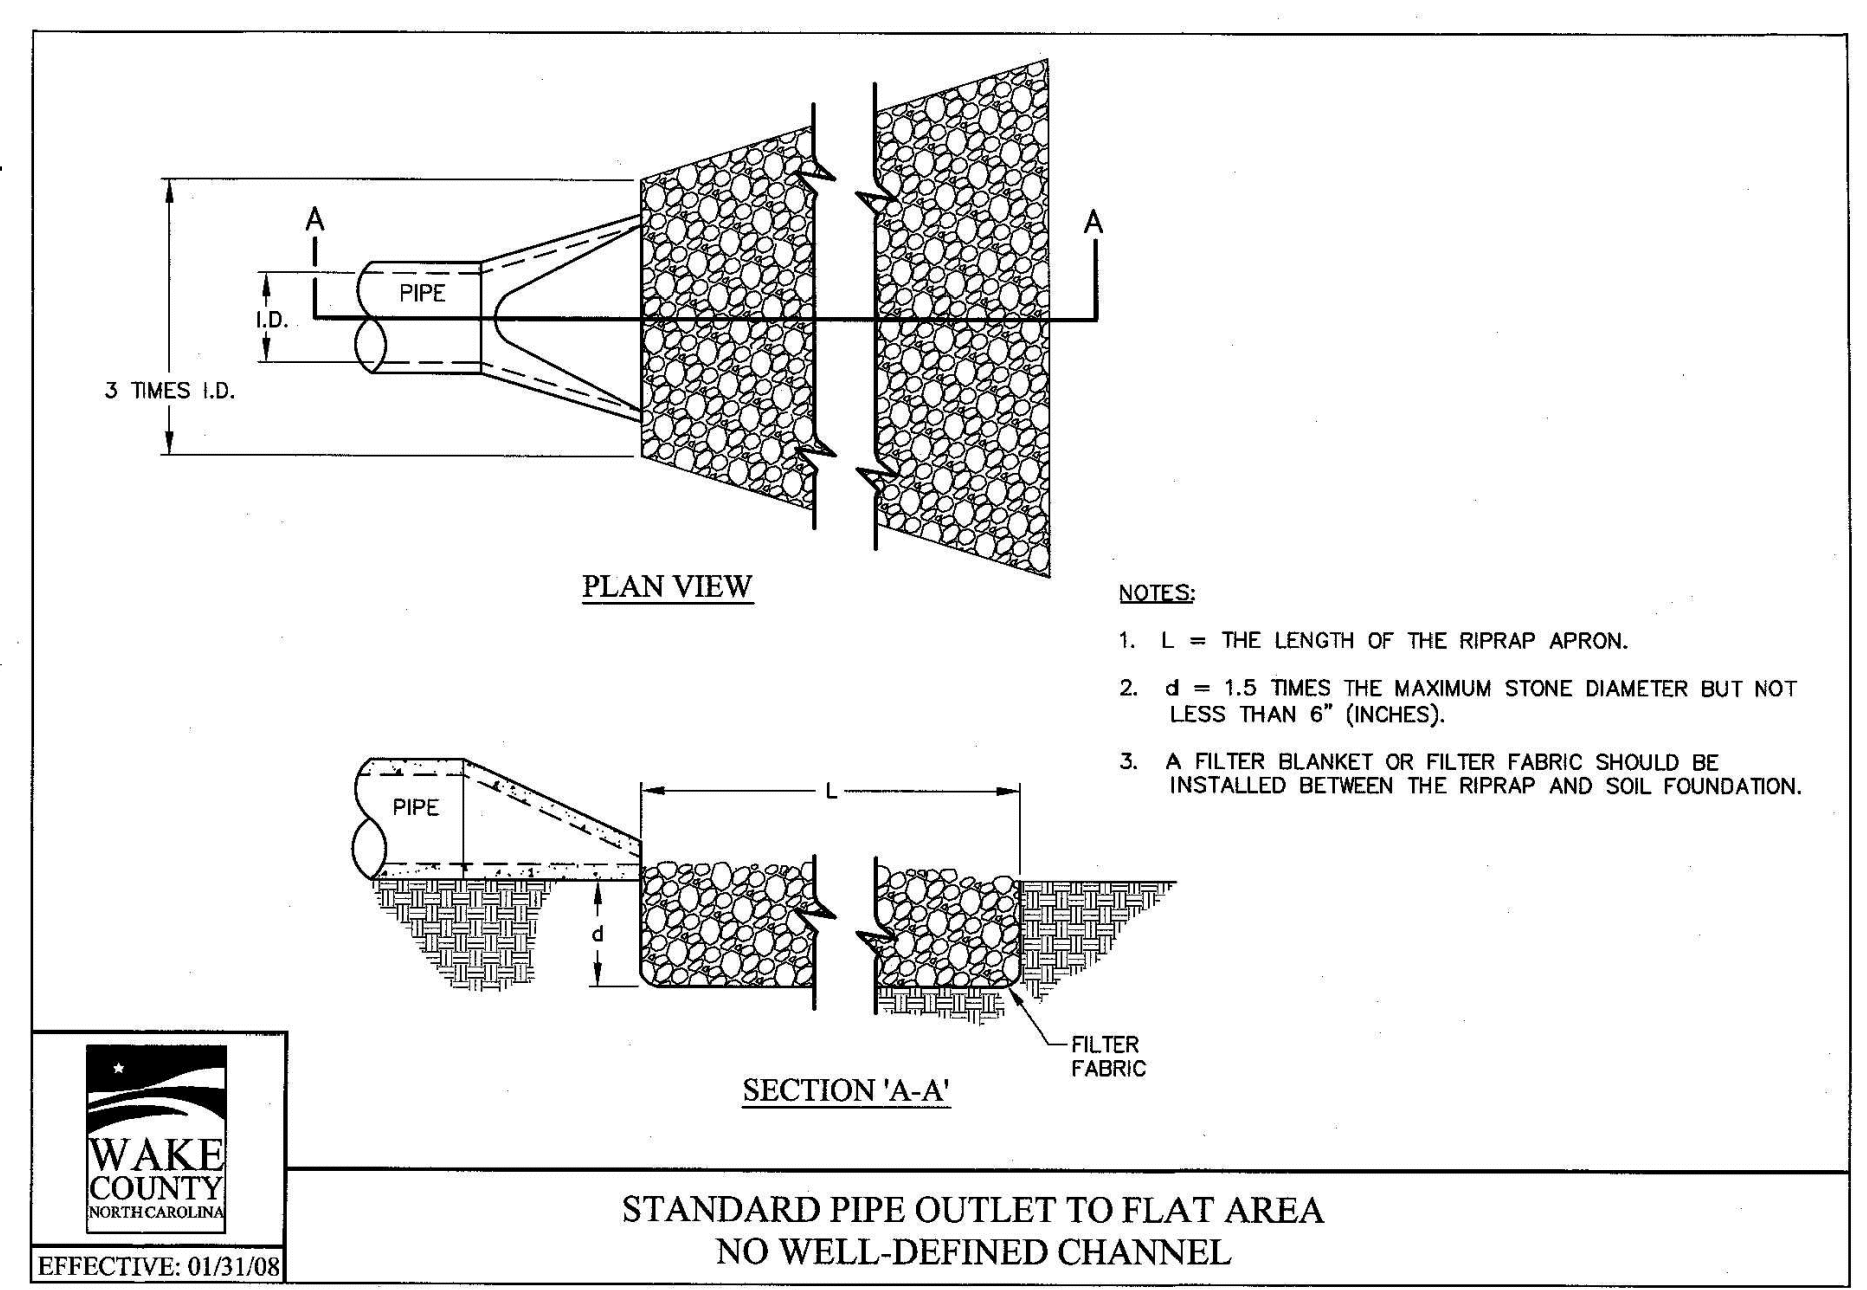 A
A
PIPE
I.D.
3 TIMES I.D.
PLAN VIEW
NOTES:
1. L = THE LENGTH OF THE RIPRAP APRON.
2. d = 1.5 TIMES THE MAXIMUM STONE DIAMETER BUT NOT
LESS THAN 6" (INCHES).
3. A FILTER BLANKET OR FILTER FABRIC SHOULD BE
INSTALLED BETWEEN THE RIPRAP AND SOIL FOUNDATION.
L
PIPE
d
FILTER
FABRIC
SECTION 'A-A'
WAKE
COUNTY
NORTH CAROLINA
EFFECTIVE: 01/31/08
STANDARD PIPE OUTLET TO FLAT AREA
NO WELL-DEFINED CHANNEL